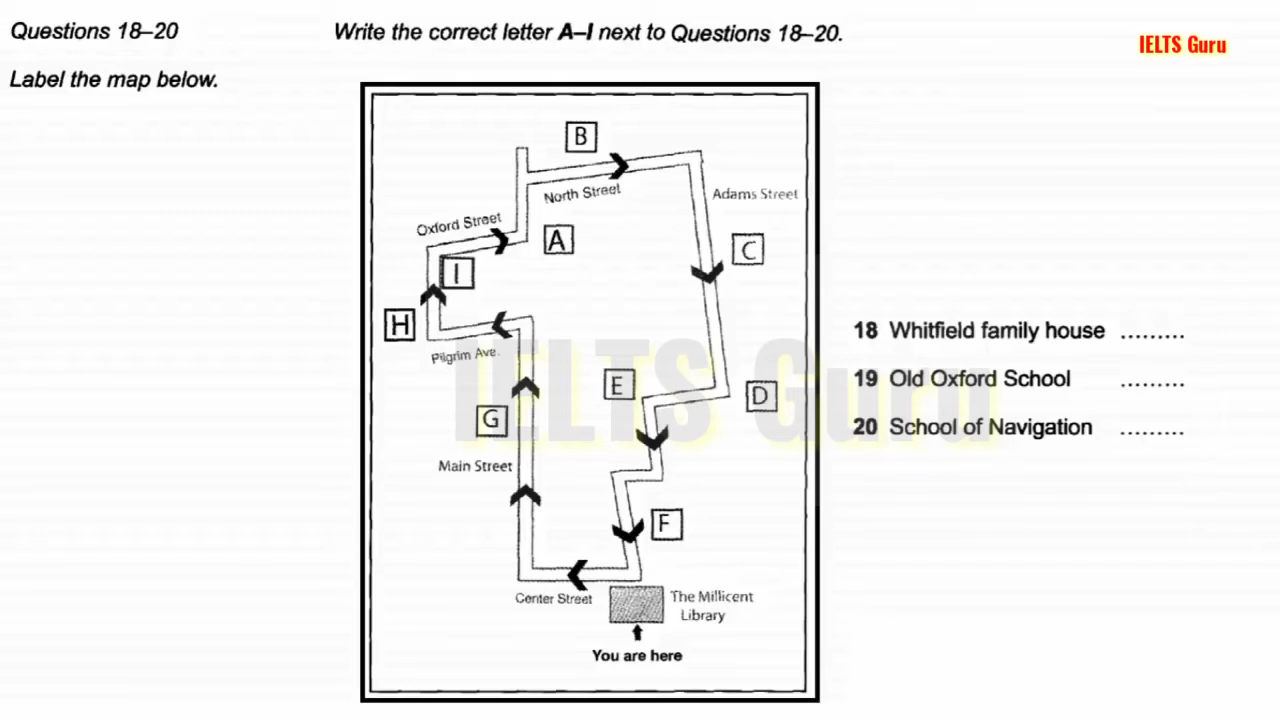 Questions 18–20
Write the correct letter A–I next to Questions 18–20.
IELTS Guru
Label the map below.
B
North Street
Adams Street
Oxford Street
A
C
I
H
Pilgrim Ave.
18 Whitfield family house .........
IELTS Guru
E
D
19 Old Oxford School .........
G
20 School of Navigation .........
Main Street
F
Center Street
The Millicent
Library
You are here